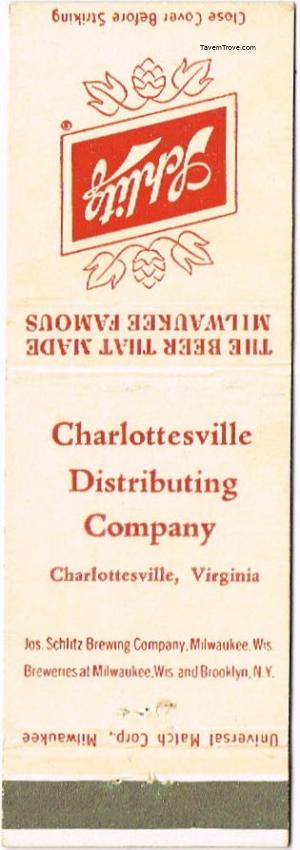 TavernTrove.com
Close Cover Before Striking
Schlitz
®
THE BEER THAT MADE
MILWAUKEE FAMOUS
Charlottesville
Distributing
Company
Charlottesville, Virginia
Jos. Schlitz Brewing Company, Milwaukee, Wis.
Breweries at Milwaukee, Wis. and Brooklyn, N.Y.
Universal Match Corp., Milwaukee